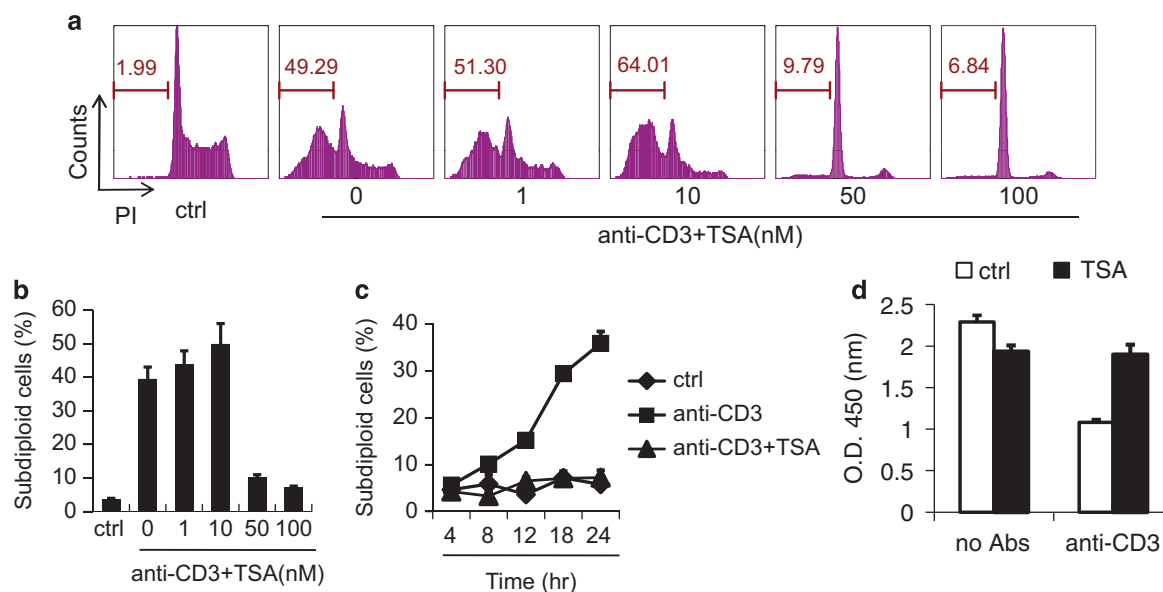 a
1.99 49.29 51.30 64.01 9.79 6.84
Counts
PI
ctrl 0 1 10 50 100
anti-CD3+TSA(nM)
b
Subdiploid cells (%)
60
50
40
30
20
10
0
ctrl 0 1 10 50 100
anti-CD3+TSA(nM)
c
Subdiploid cells (%)
40
30
20
10
0
4 8 12 18 24
Time (hr)
ctrl
anti-CD3
anti-CD3+TSA
d
ctrl TSA
O.D. 450 (nm)
2.5
2
1.5
1
0.5
0
no Abs anti-CD3